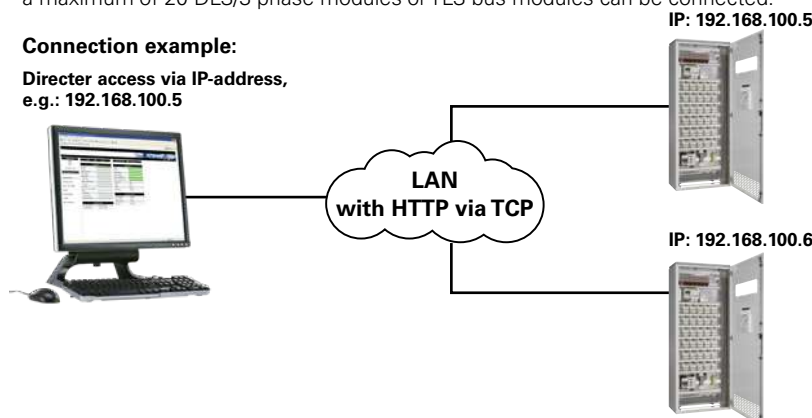 a maximum of 20 DLS/3 phase modules or TLS bus modules can be connected.
IP: 192.168.100.5
Connection example:
Directer access via IP-address,
e.g.: 192.168.100.5
LAN
with HTTP via TCP
IP: 192.168.100.6